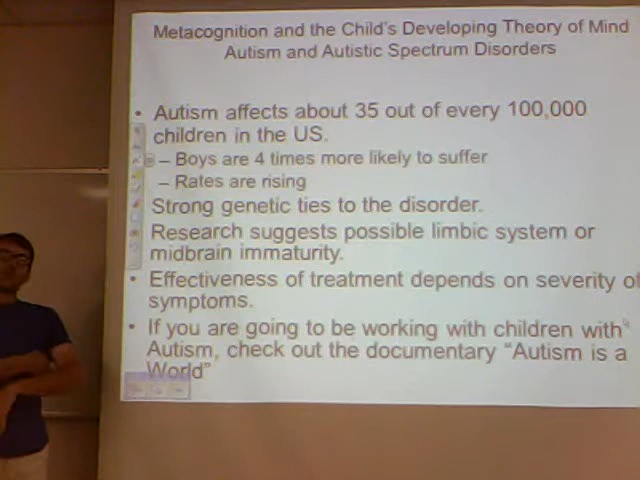 Metacognition and the Child's Developing Theory of Mind
Autism and Autistic Spectrum Disorders
• Autism affects about 35 out of every 100,000
children in the US.
– Boys are 4 times more likely to suffer
– Rates are rising
Strong genetic ties to the disorder.
Research suggests possible limbic system or
midbrain immaturity.
• Effectiveness of treatment depends on severity of
symptoms.
• If you are going to be working with children with
Autism, check out the documentary "Autism is a
World"